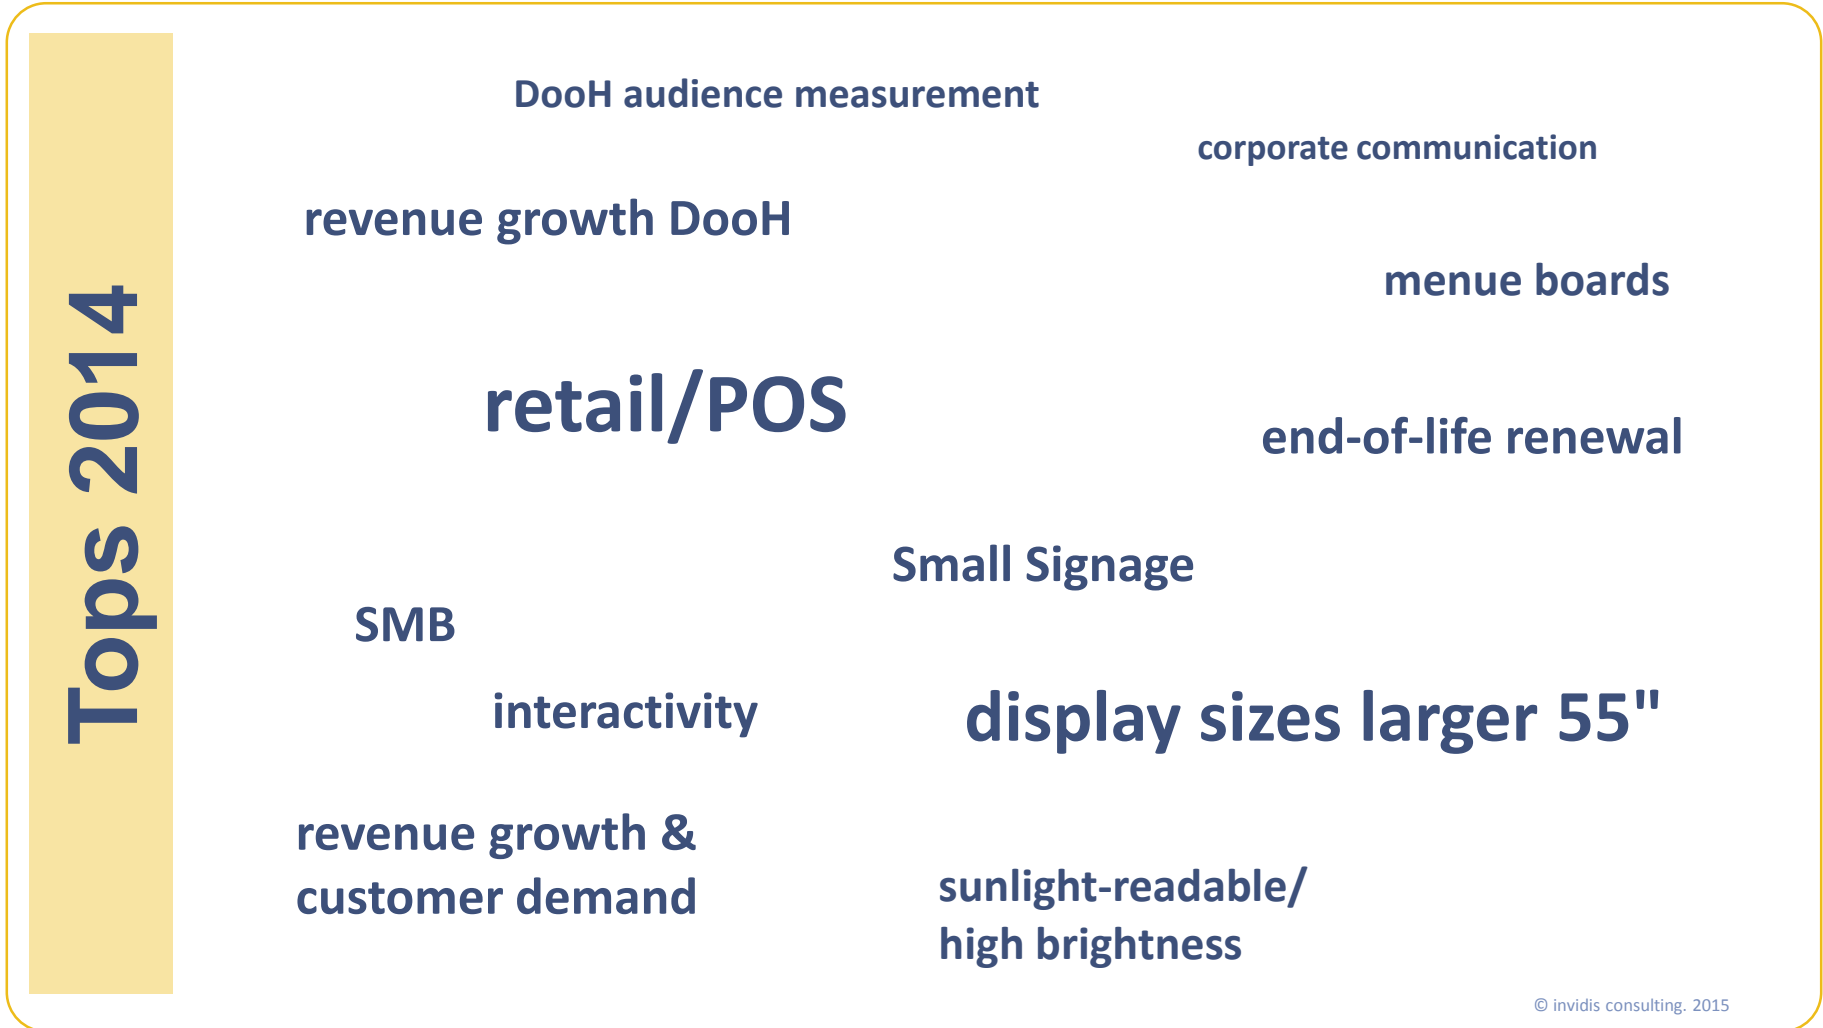 Tops 2014
DooH audience measurement
corporate communication
revenue growth DooH
menue boards
retail/POS
end-of-life renewal
Small Signage
SMB
interactivity
display sizes larger 55"
revenue growth &
customer demand
sunlight-readable/
high brightness
© invidis consulting. 2015